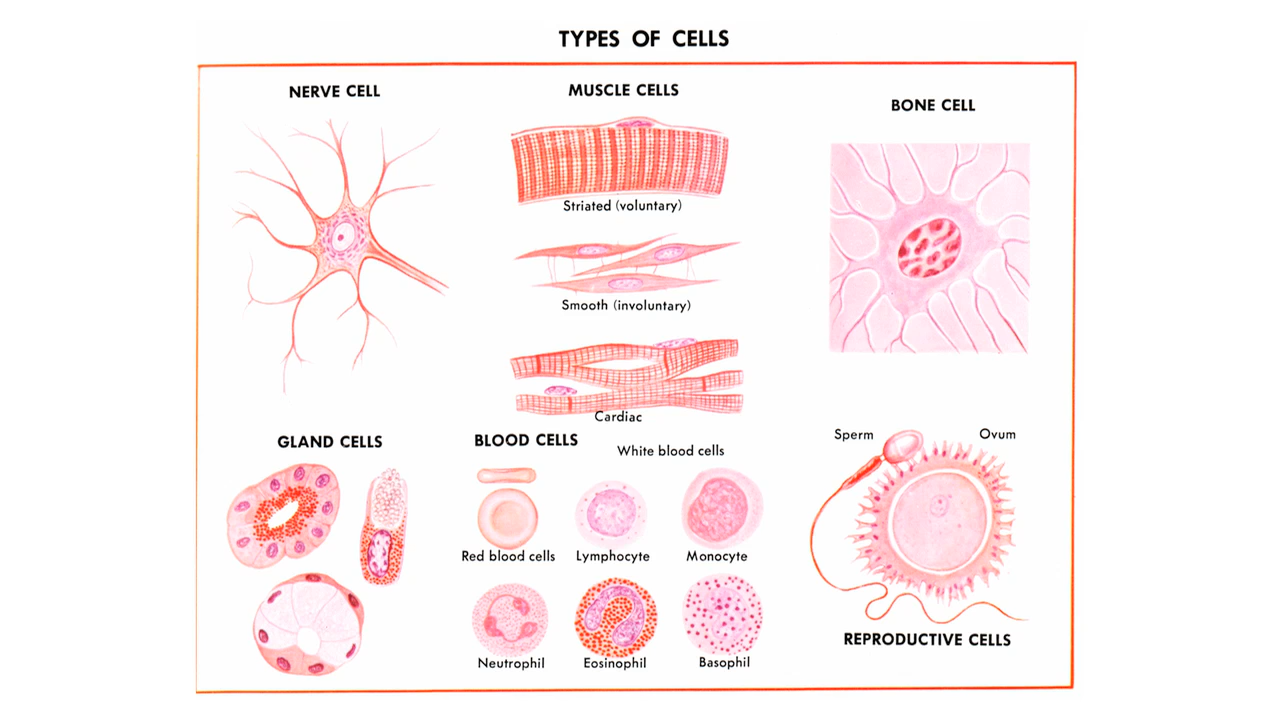 TYPES OF CELLS
NERVE CELL
MUSCLE CELLS
BONE CELL
Striated (voluntary)
Smooth (involuntary)
Cardiac
GLAND CELLS
BLOOD CELLS
White blood cells
Red blood cells
Lymphocyte
Monocyte
Neutrophil
Eosinophil
Basophil
Sperm
Ovum
REPRODUCTIVE CELLS